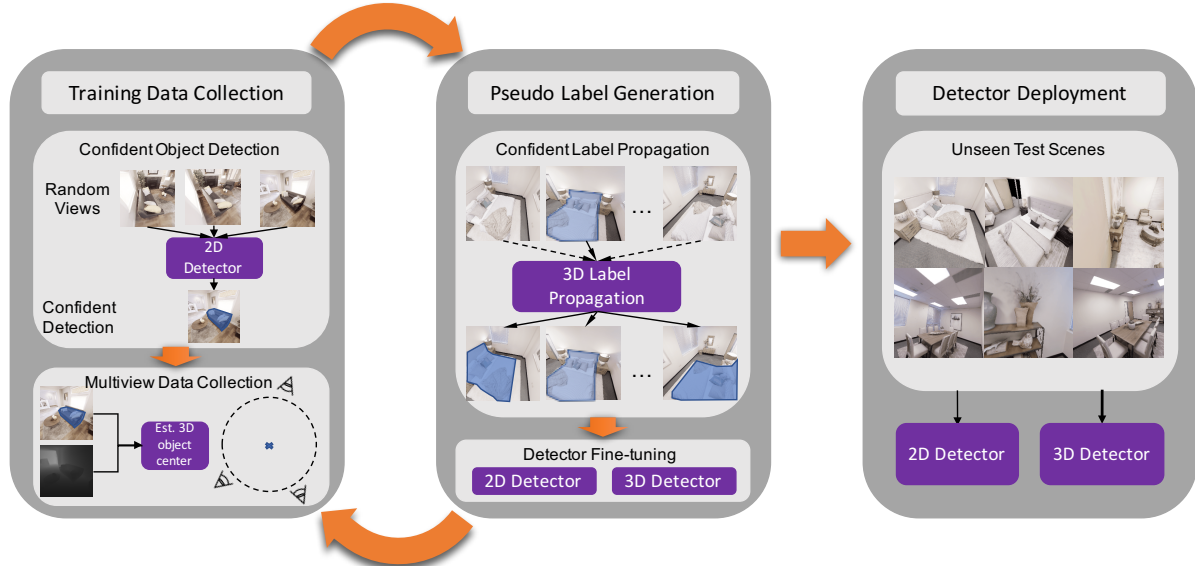 Training Data Collection
Confident Object Detection
Random
Views
2D
Detector
Confident
Detection
Multiview Data Collection
Est. 3D
object
center
Pseudo Label Generation
Confident Label Propagation
...
3D Label
Propagation
...
Detector Fine-tuning
2D Detector
3D Detector
Detector Deployment
Unseen Test Scenes
2D Detector
3D Detector